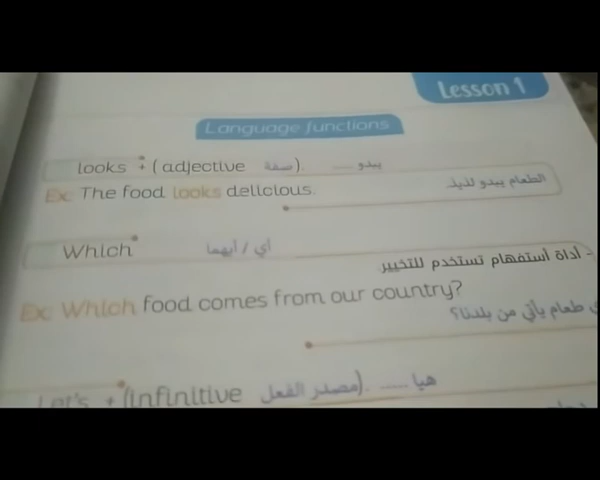 Lesson 1
Language functions
looks + (adjective صفة). يبدو ....
Ex: The food looks delicious. الطعام يبدو لذيذ
Which أي / أيهما - أداة أستفهام تستخدم للتخيير
Ex: Which food comes from our country?
طعام يأتي من بلدنا؟
Let's + (infinitive مصدر الفعل). هيا ......